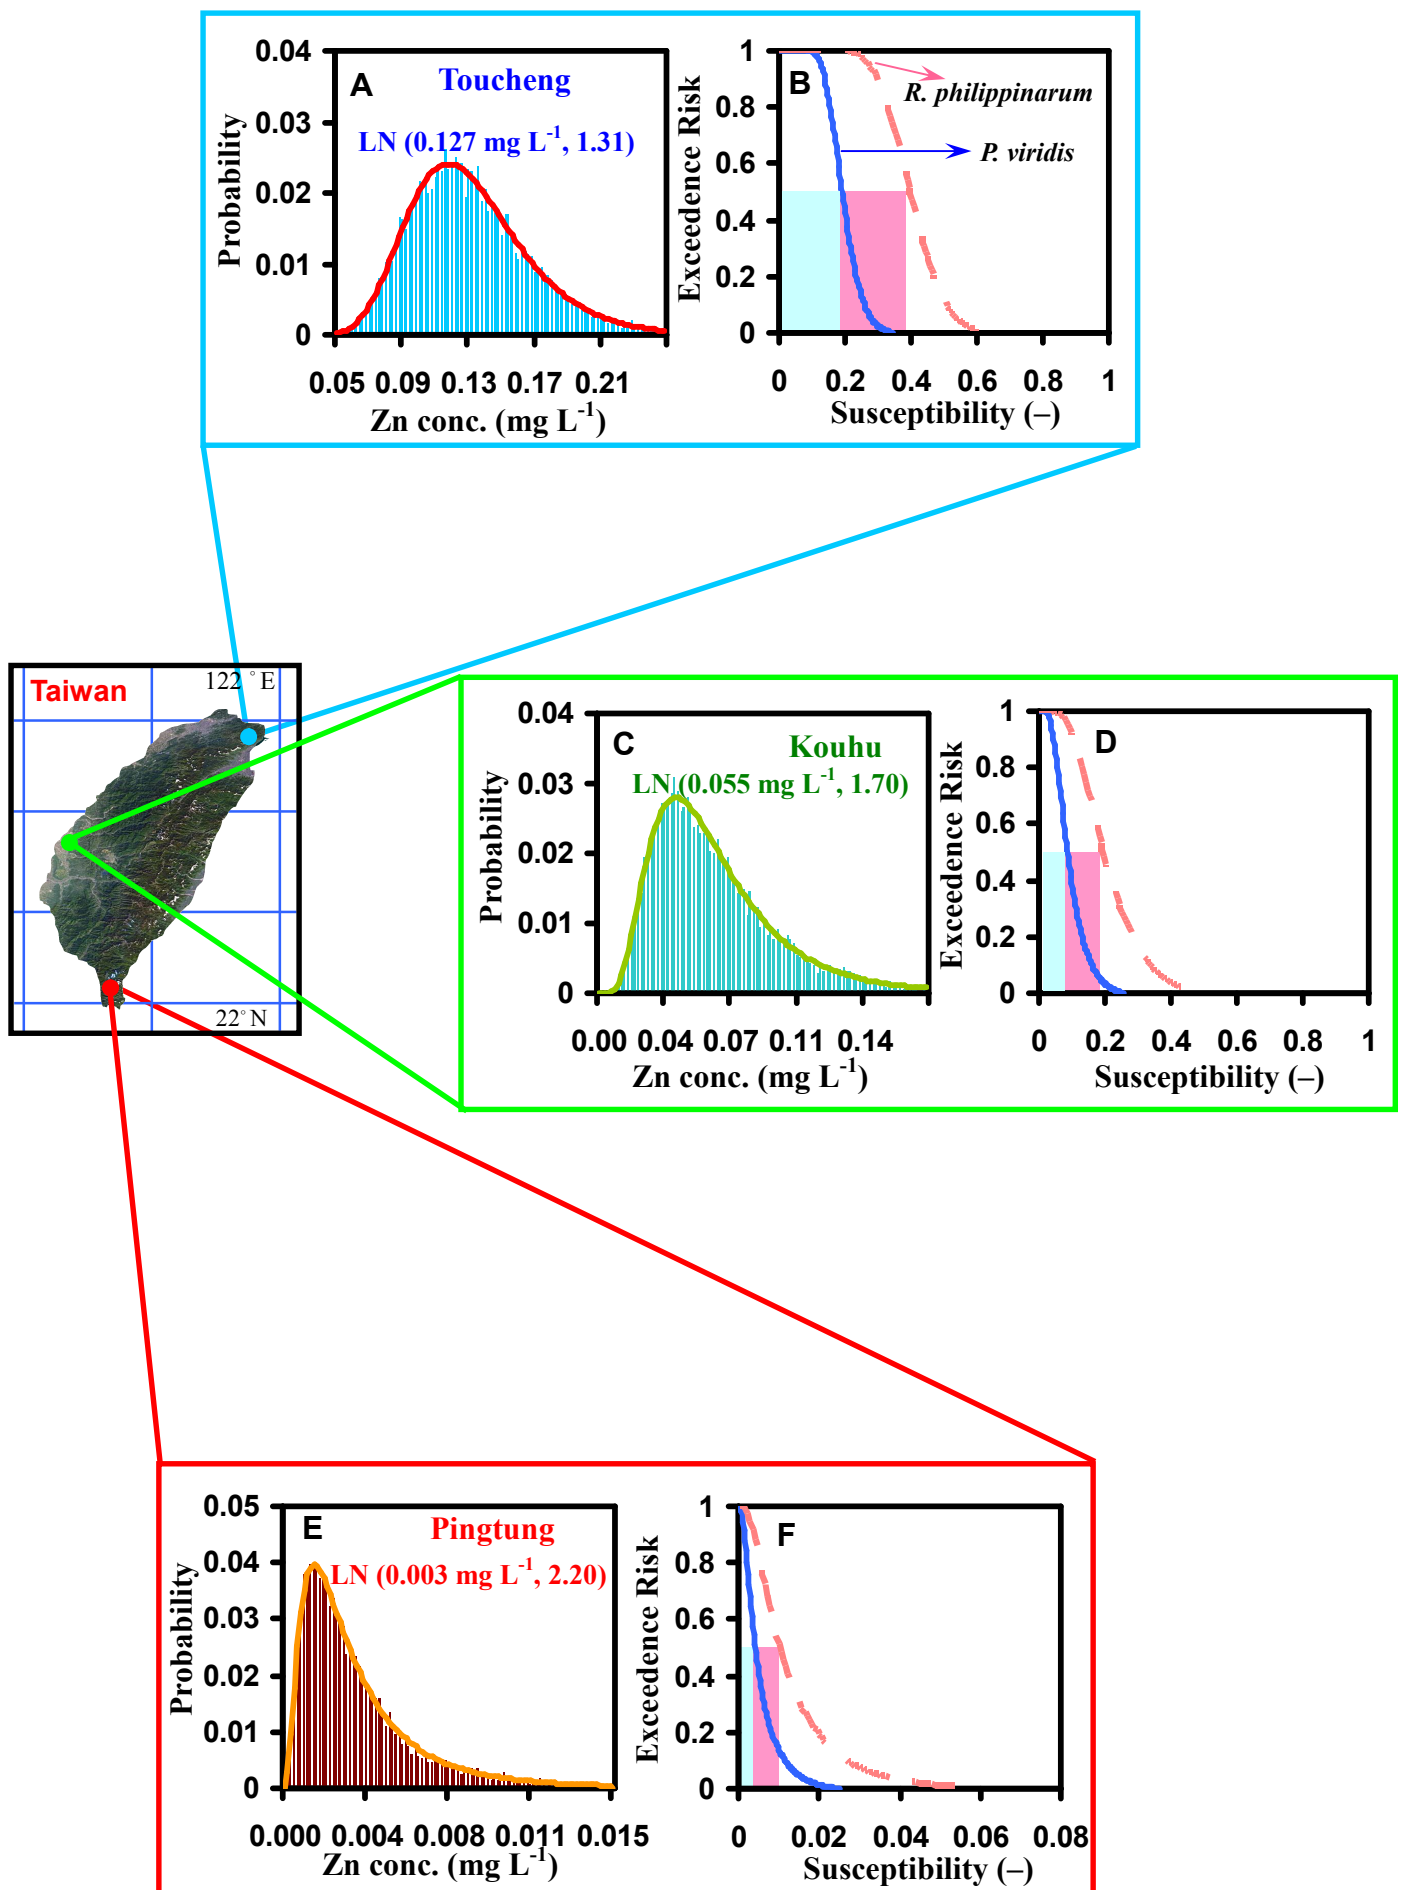 A
Toucheng
LN (0.127 mg L-1, 1.31)
Probability
0.04
0.03
0.02
0.01
0
0.05 0.09 0.13 0.17 0.21
Zn conc. (mg L-1)
B
R. philippinarum
P. viridis
Exceedence Risk
1
0.8
0.6
0.4
0.2
0
0 0.2 0.4 0.6 0.8 1
Susceptibility (–)
Taiwan
122°E
22°N
C
Kouhu
LN (0.055 mg L-1, 1.70)
Probability
0.04
0.03
0.02
0.01
0
0.00 0.04 0.07 0.11 0.14
Zn conc. (mg L-1)
D
Exceedence Risk
1
0.8
0.6
0.4
0.2
0
0 0.2 0.4 0.6 0.8 1
Susceptibility (–)
E
Pingtung
LN (0.003 mg L-1, 2.20)
Probability
0.05
0.04
0.03
0.02
0.01
0
0.000 0.004 0.008 0.011 0.015
Zn conc. (mg L-1)
F
Exceedence Risk
1
0.8
0.6
0.4
0.2
0
0 0.02 0.04 0.06 0.08
Susceptibility (–)